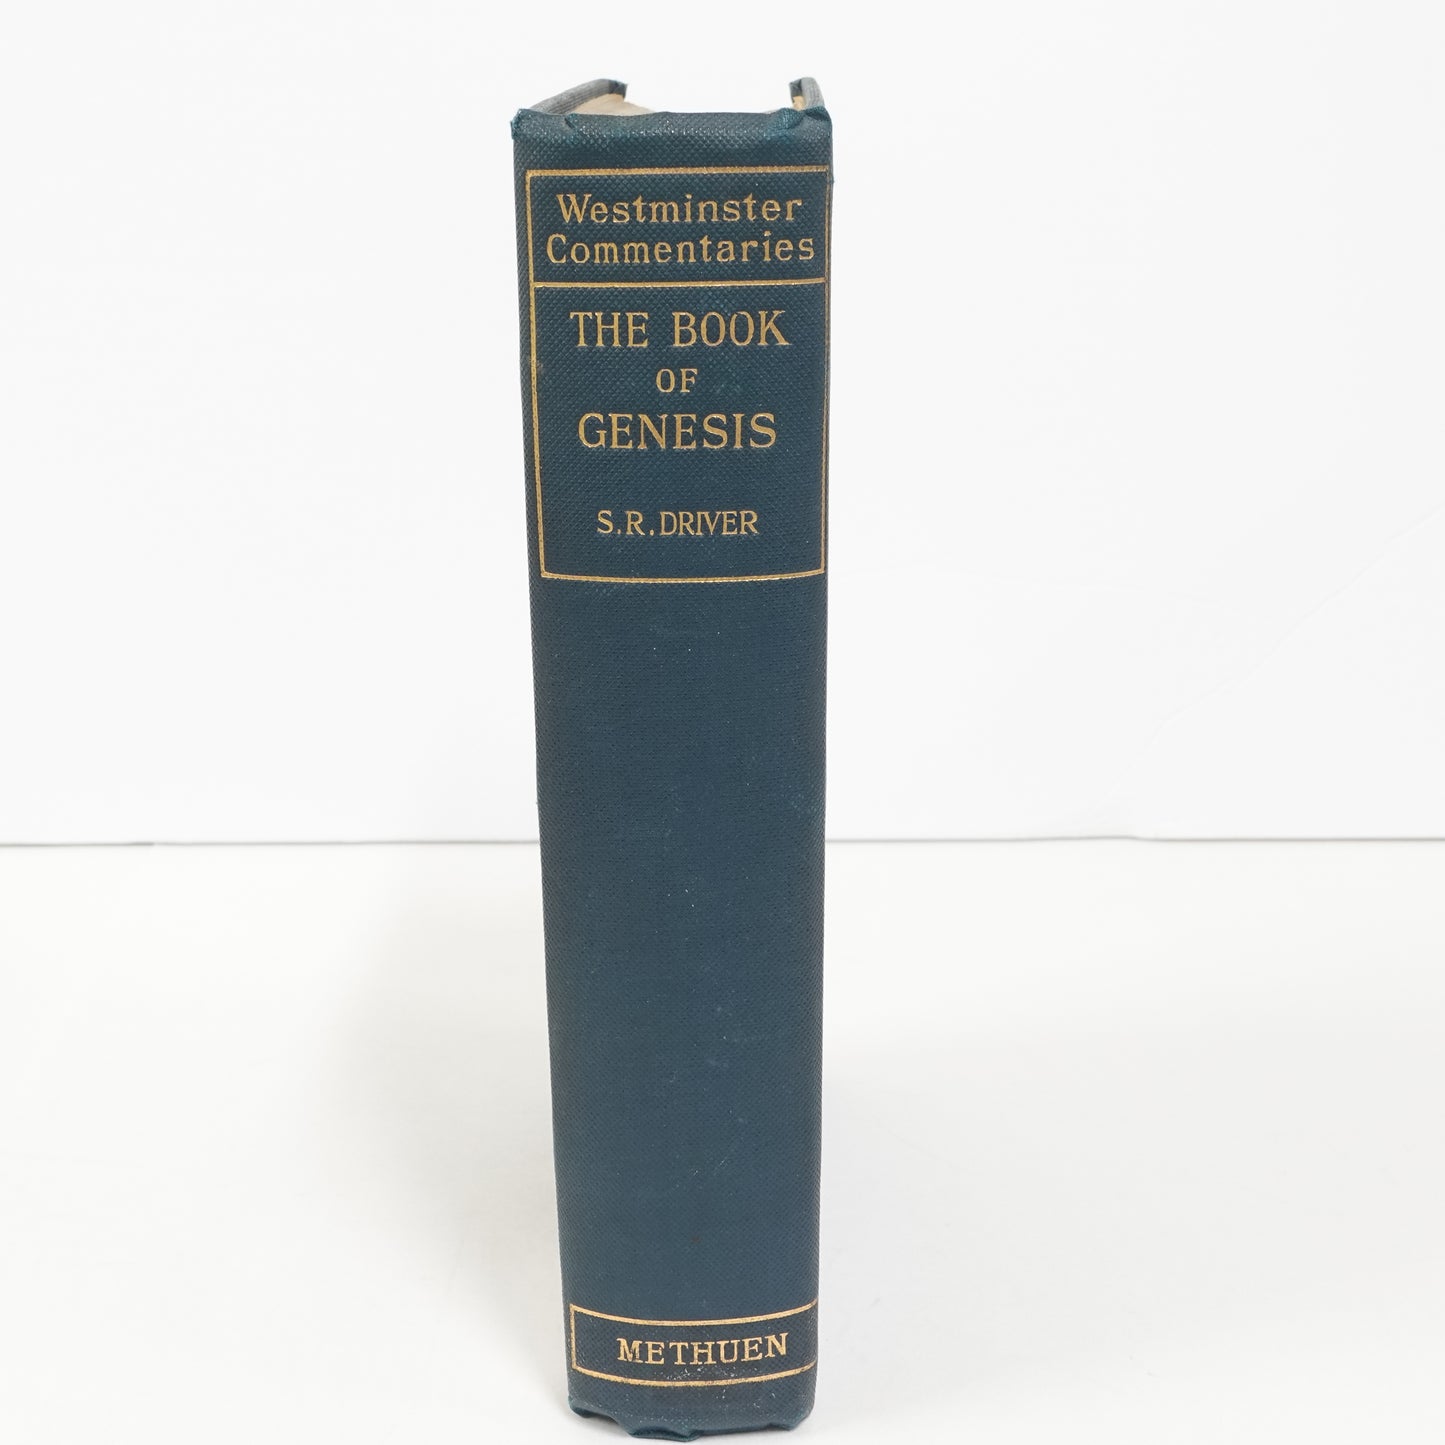 Westminster
Commentaries
THE BOOK
OF
GENESIS
S.R.DRIVER
METHUEN